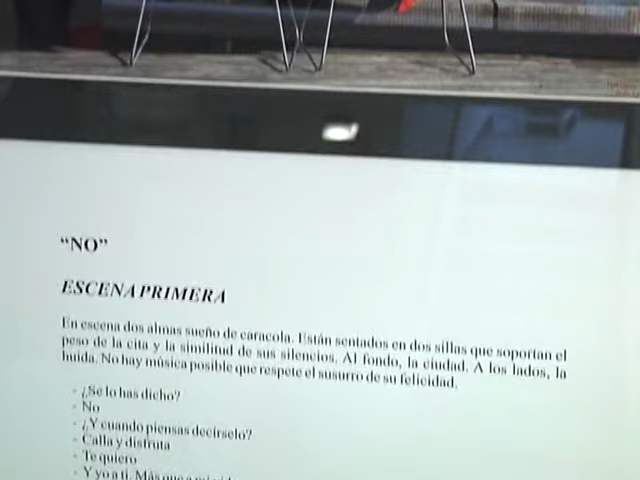 “NO”
ESCENA PRIMERA
En escena dos almas sueño de caracola. Están sentados en dos sillas que soportan el
peso de la cita y la similitud de sus silencios. Al fondo, la ciudad. A los lados, la
huida. No hay música posible que respete el susurro de su felicidad.
- ¿Se lo has dicho?
- No
- ¿Y cuando piensas decírselo?
- Calla y disfruta
- Te quiero
- Y yo a ti. Más que a